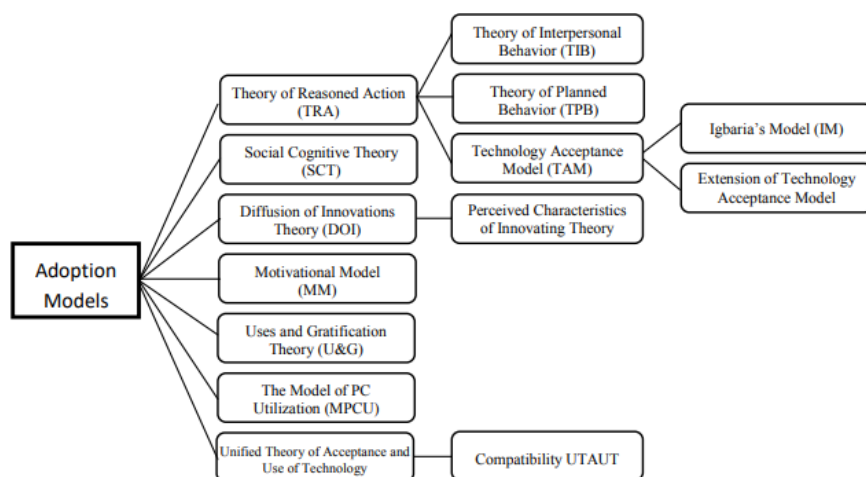 Theory of Interpersonal
Behavior (TIB)
Theory of Reasoned Action
(TRA)
Theory of Planned
Behavior (TPB)
Igbaria's Model (IM)
Social Cognitive Theory
(SCT)
Technology Acceptance
Model (TAM)
Extension of Technology
Acceptance Model
Diffusion of Innovations
Theory (DOI)
Perceived Characteristics
of Innovating Theory
Adoption
Models
Motivational Model
(MM)
Uses and Gratification
Theory (U&G)
The Model of PC
Utilization (MPCU)
Unified Theory of Acceptance and
Use of Technology
Compatibility UTAUT